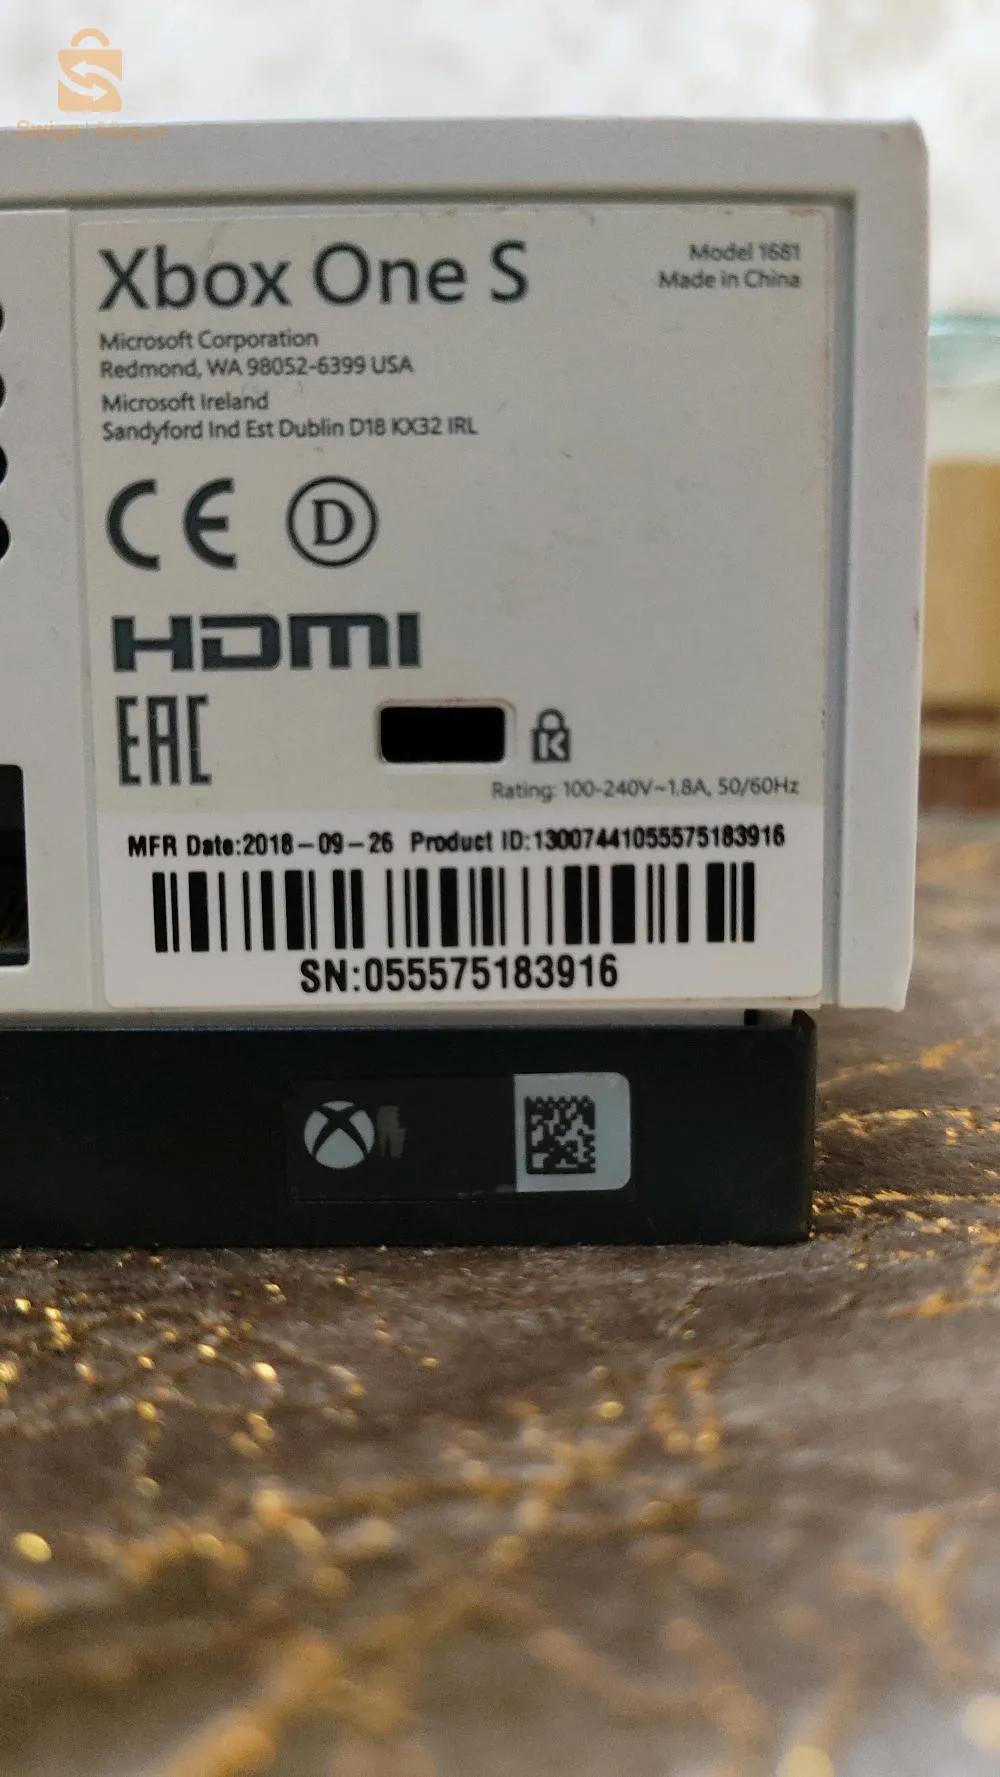 Xbox One S
Model 1681
Made in China
Microsoft Corporation
Redmond, WA 98052-6399 USA
Microsoft Ireland
Sandyford Ind Est Dublin D18 KX32 IRL
CE D
HDMI
EAC
K
Rating: 100-240V~1.8A, 50/60Hz
MFR Date:2018-09-26 Product ID:1300744105557518​3916
SN:055575183916